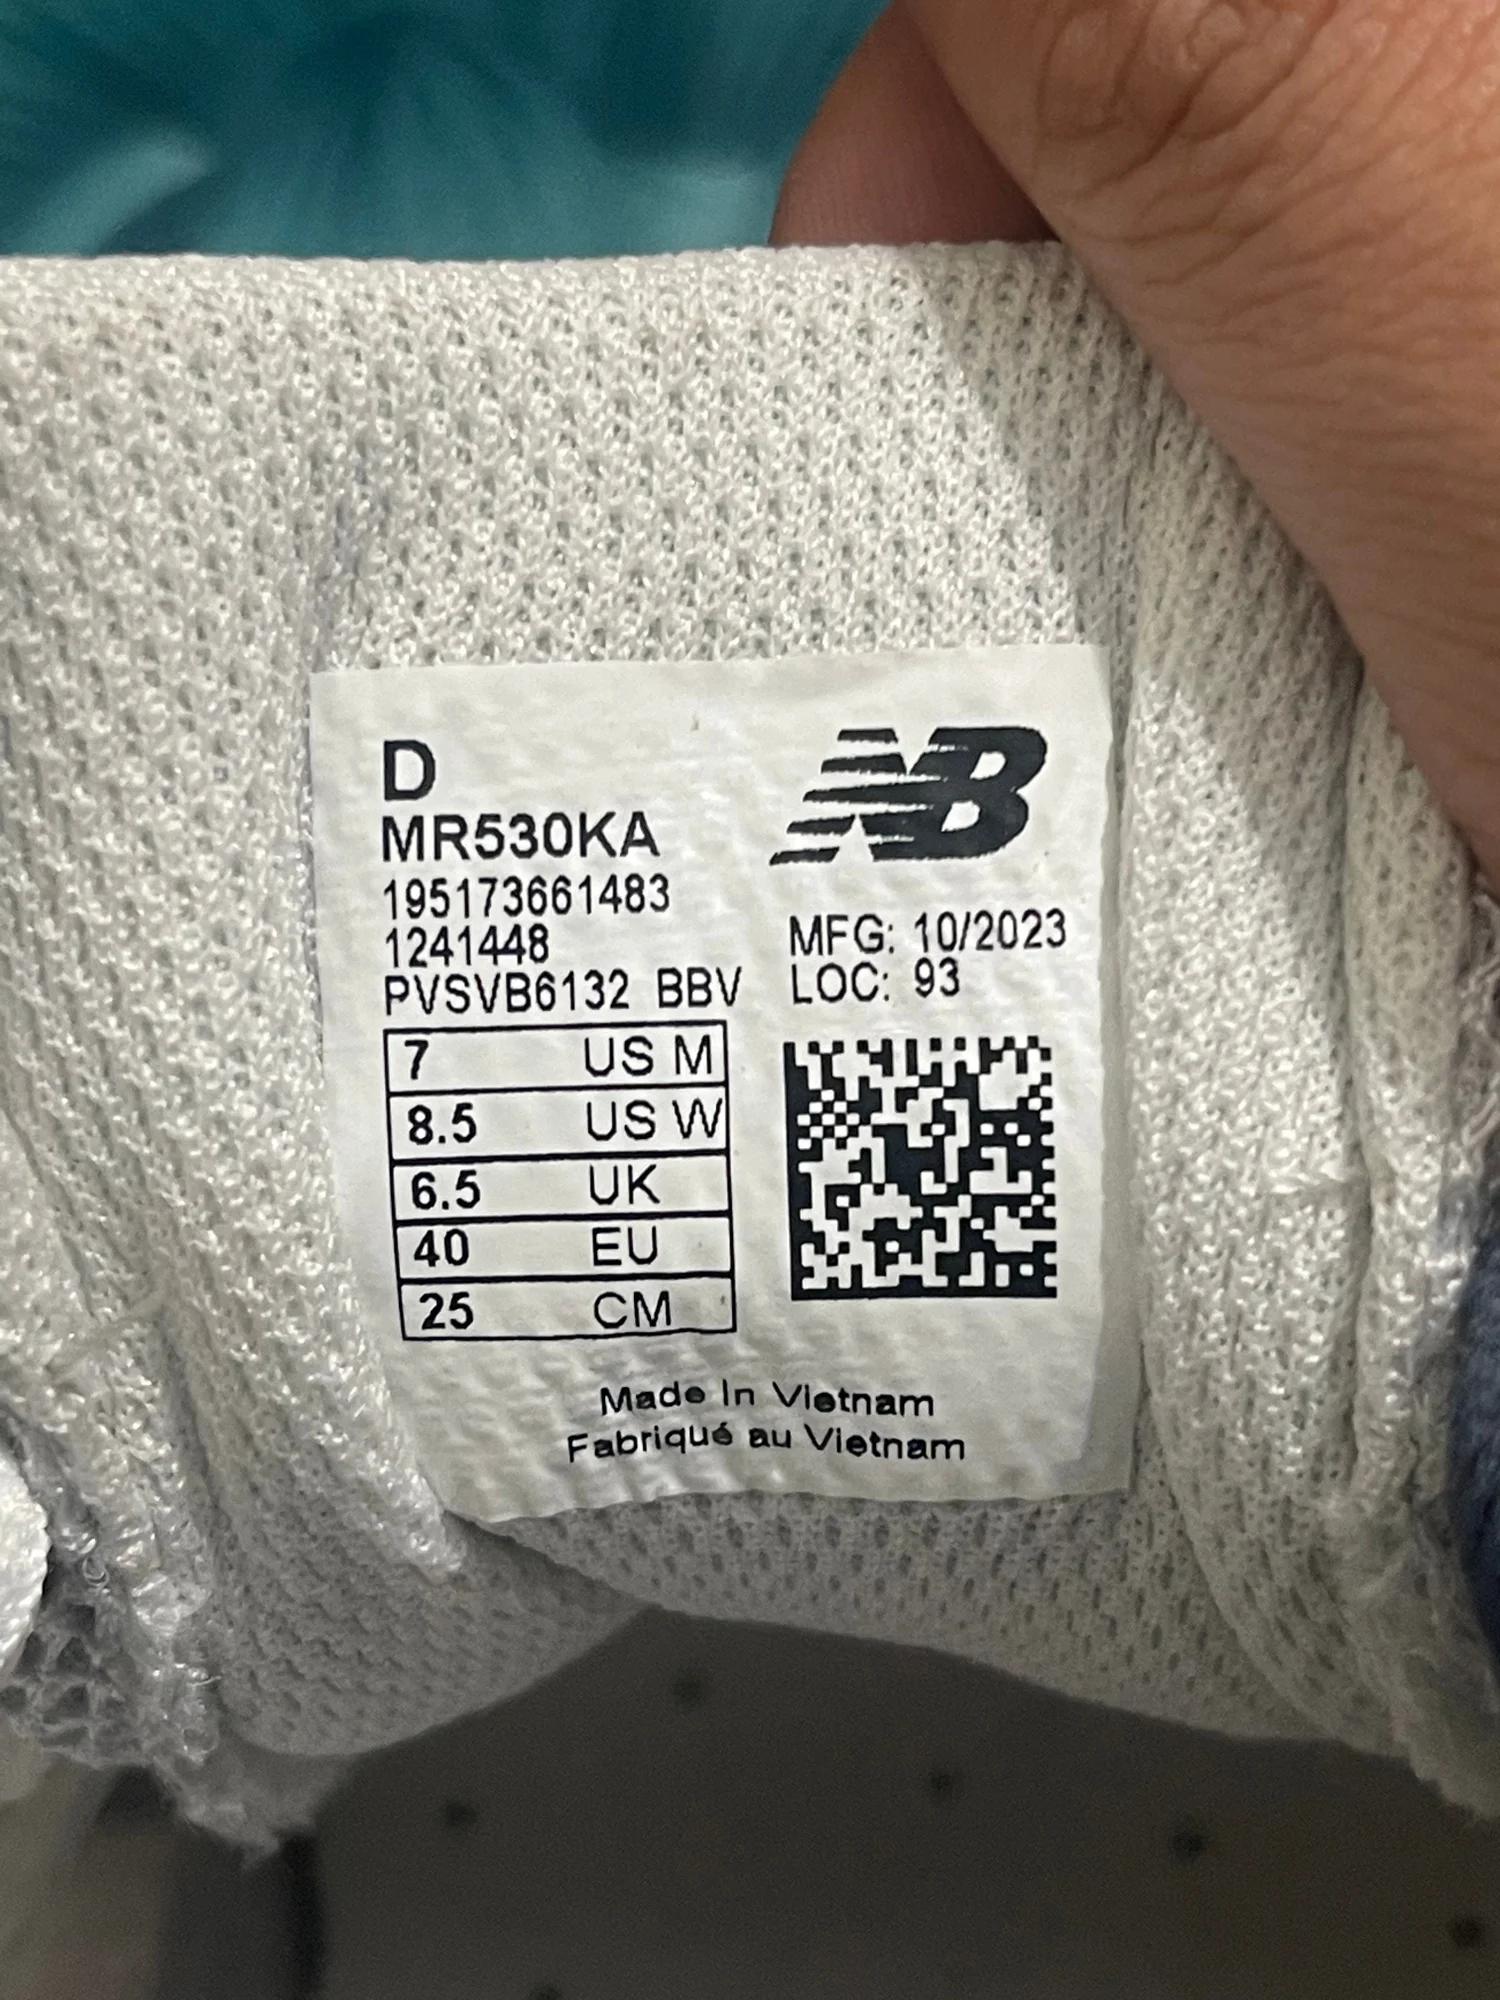 D
NB
MR530KA
195173661483
1241448
PVSVB6132 BBV
MFG: 10/2023
LOC: 93
7 US M
8.5 US W
6.5 UK
40 EU
25 CM
Made In Vietnam
Fabriqué au Vietnam